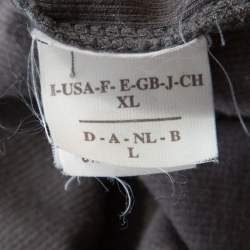 I-USA-F- E-GB-J-CH
XL
D - A - NL - B
L